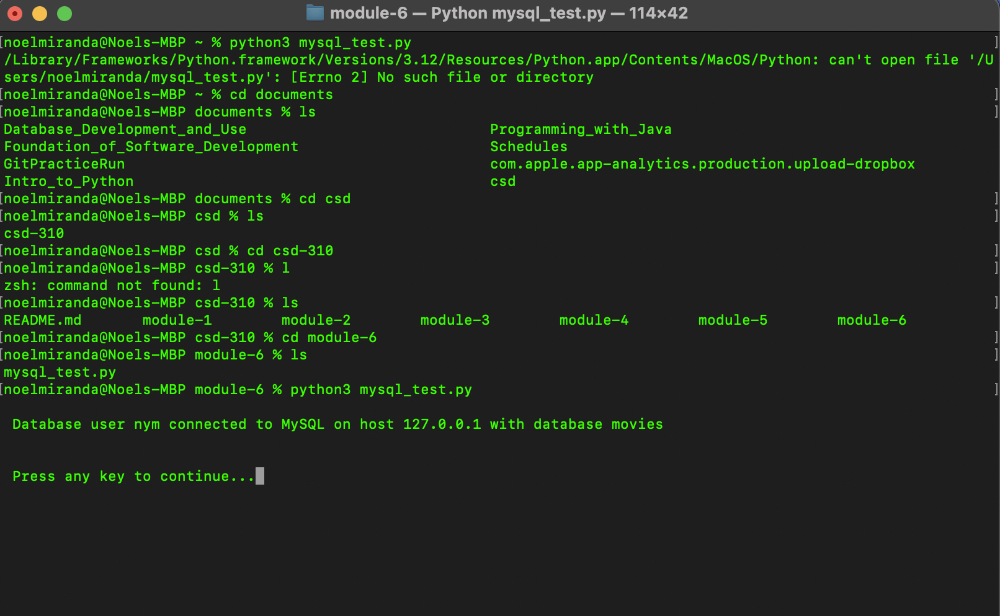 module-6 — Python mysql_test.py — 114×42
[noelmiranda@Noels-MBP ~ % python3 mysql_test.py ]
/Library/Frameworks/Python.framework/Versions/3.12/Resources/Python.app/Contents/MacOS/Python: can't open file '/U
sers/noelmiranda/mysql_test.py': [Errno 2] No such file or directory
[noelmiranda@Noels-MBP ~ % cd documents ]
[noelmiranda@Noels-MBP documents % ls ]
Database_Development_and_Use Programming_with_Java
Foundation_of_Software_Development Schedules
GitPracticeRun com.apple.app-analytics.production.upload-dropbox
Intro_to_Python csd
[noelmiranda@Noels-MBP documents % cd csd ]
[noelmiranda@Noels-MBP csd % ls ]
csd-310
[noelmiranda@Noels-MBP csd % cd csd-310 ]
[noelmiranda@Noels-MBP csd-310 % l ]
zsh: command not found: l
[noelmiranda@Noels-MBP csd-310 % ls ]
README.md module-1 module-2 module-3 module-4 module-5 module-6
[noelmiranda@Noels-MBP csd-310 % cd module-6 ]
[noelmiranda@Noels-MBP module-6 % ls ]
mysql_test.py
[noelmiranda@Noels-MBP module-6 % python3 mysql_test.py ]
Database user nym connected to MySQL on host 127.0.0.1 with database movies
Press any key to continue...